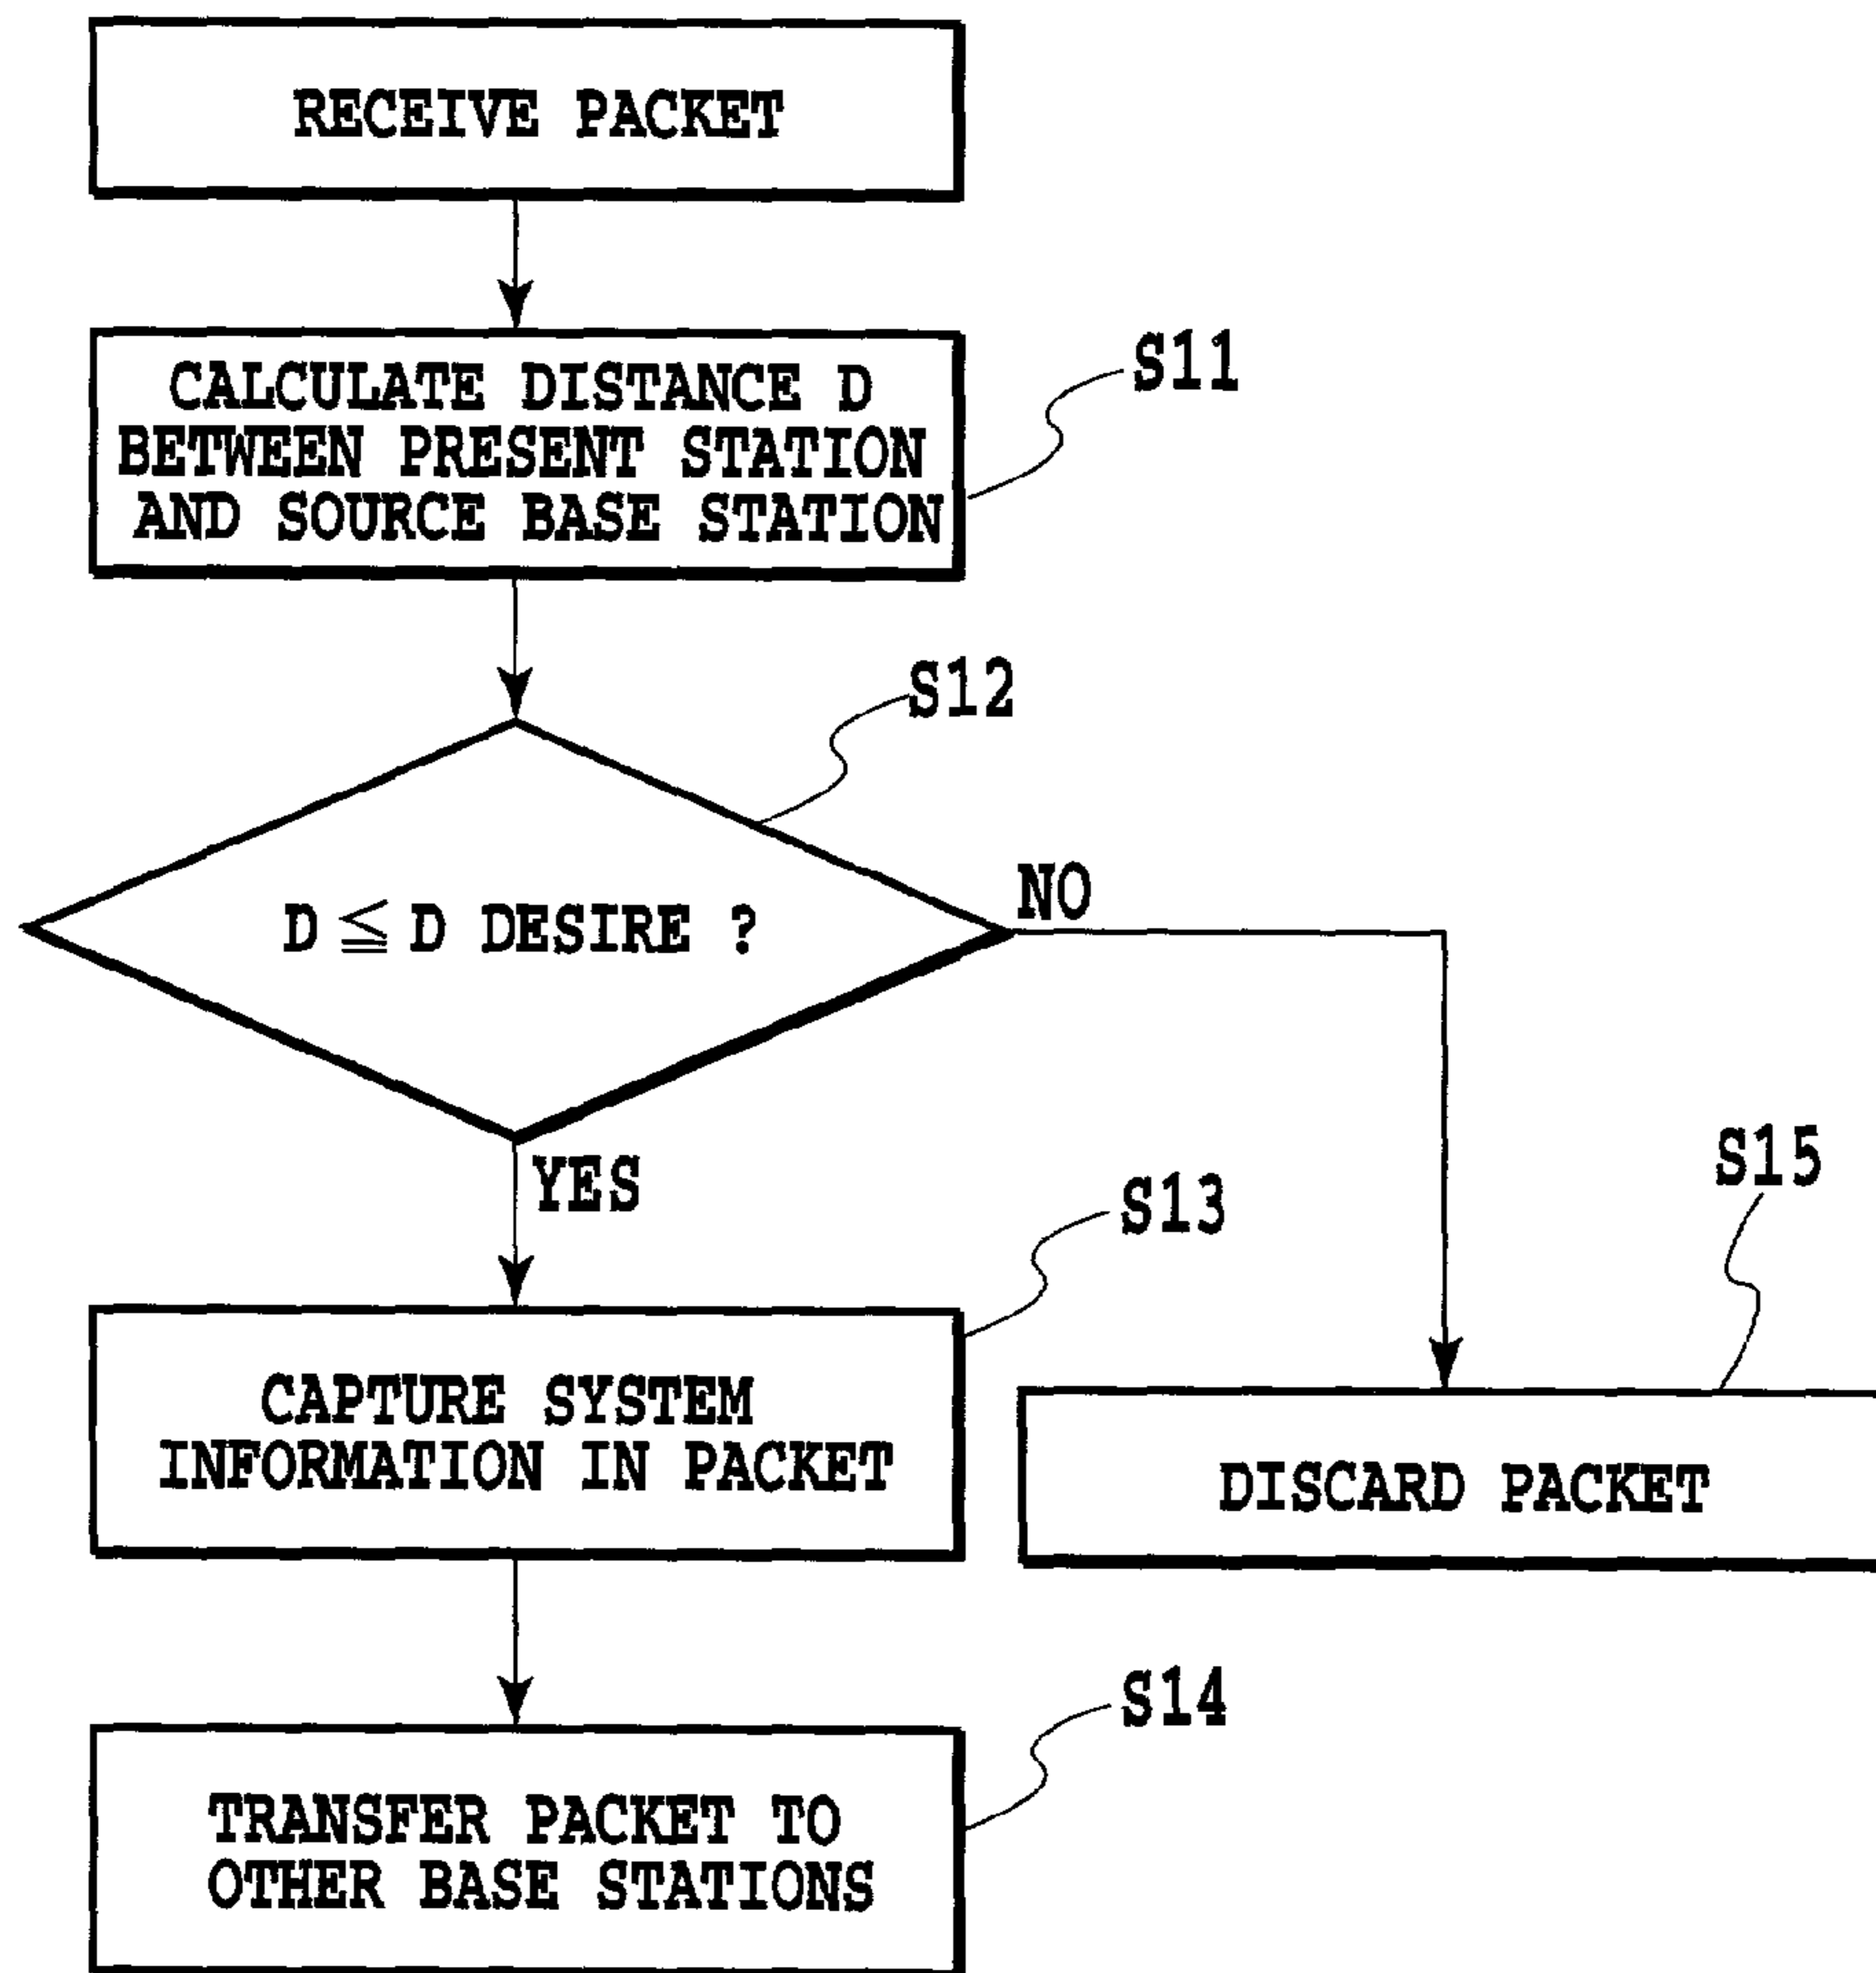 RECEIVE PACKET
CALCULATE DISTANCE D
BETWEEN PRESENT STATION
AND SOURCE BASE STATION
S11
S12
D ≦ D DESIRE ?
NO
YES
S13
S15
CAPTURE SYSTEM
INFORMATION IN PACKET
DISCARD PACKET
S14
TRANSFER PACKET TO
OTHER BASE STATIONS